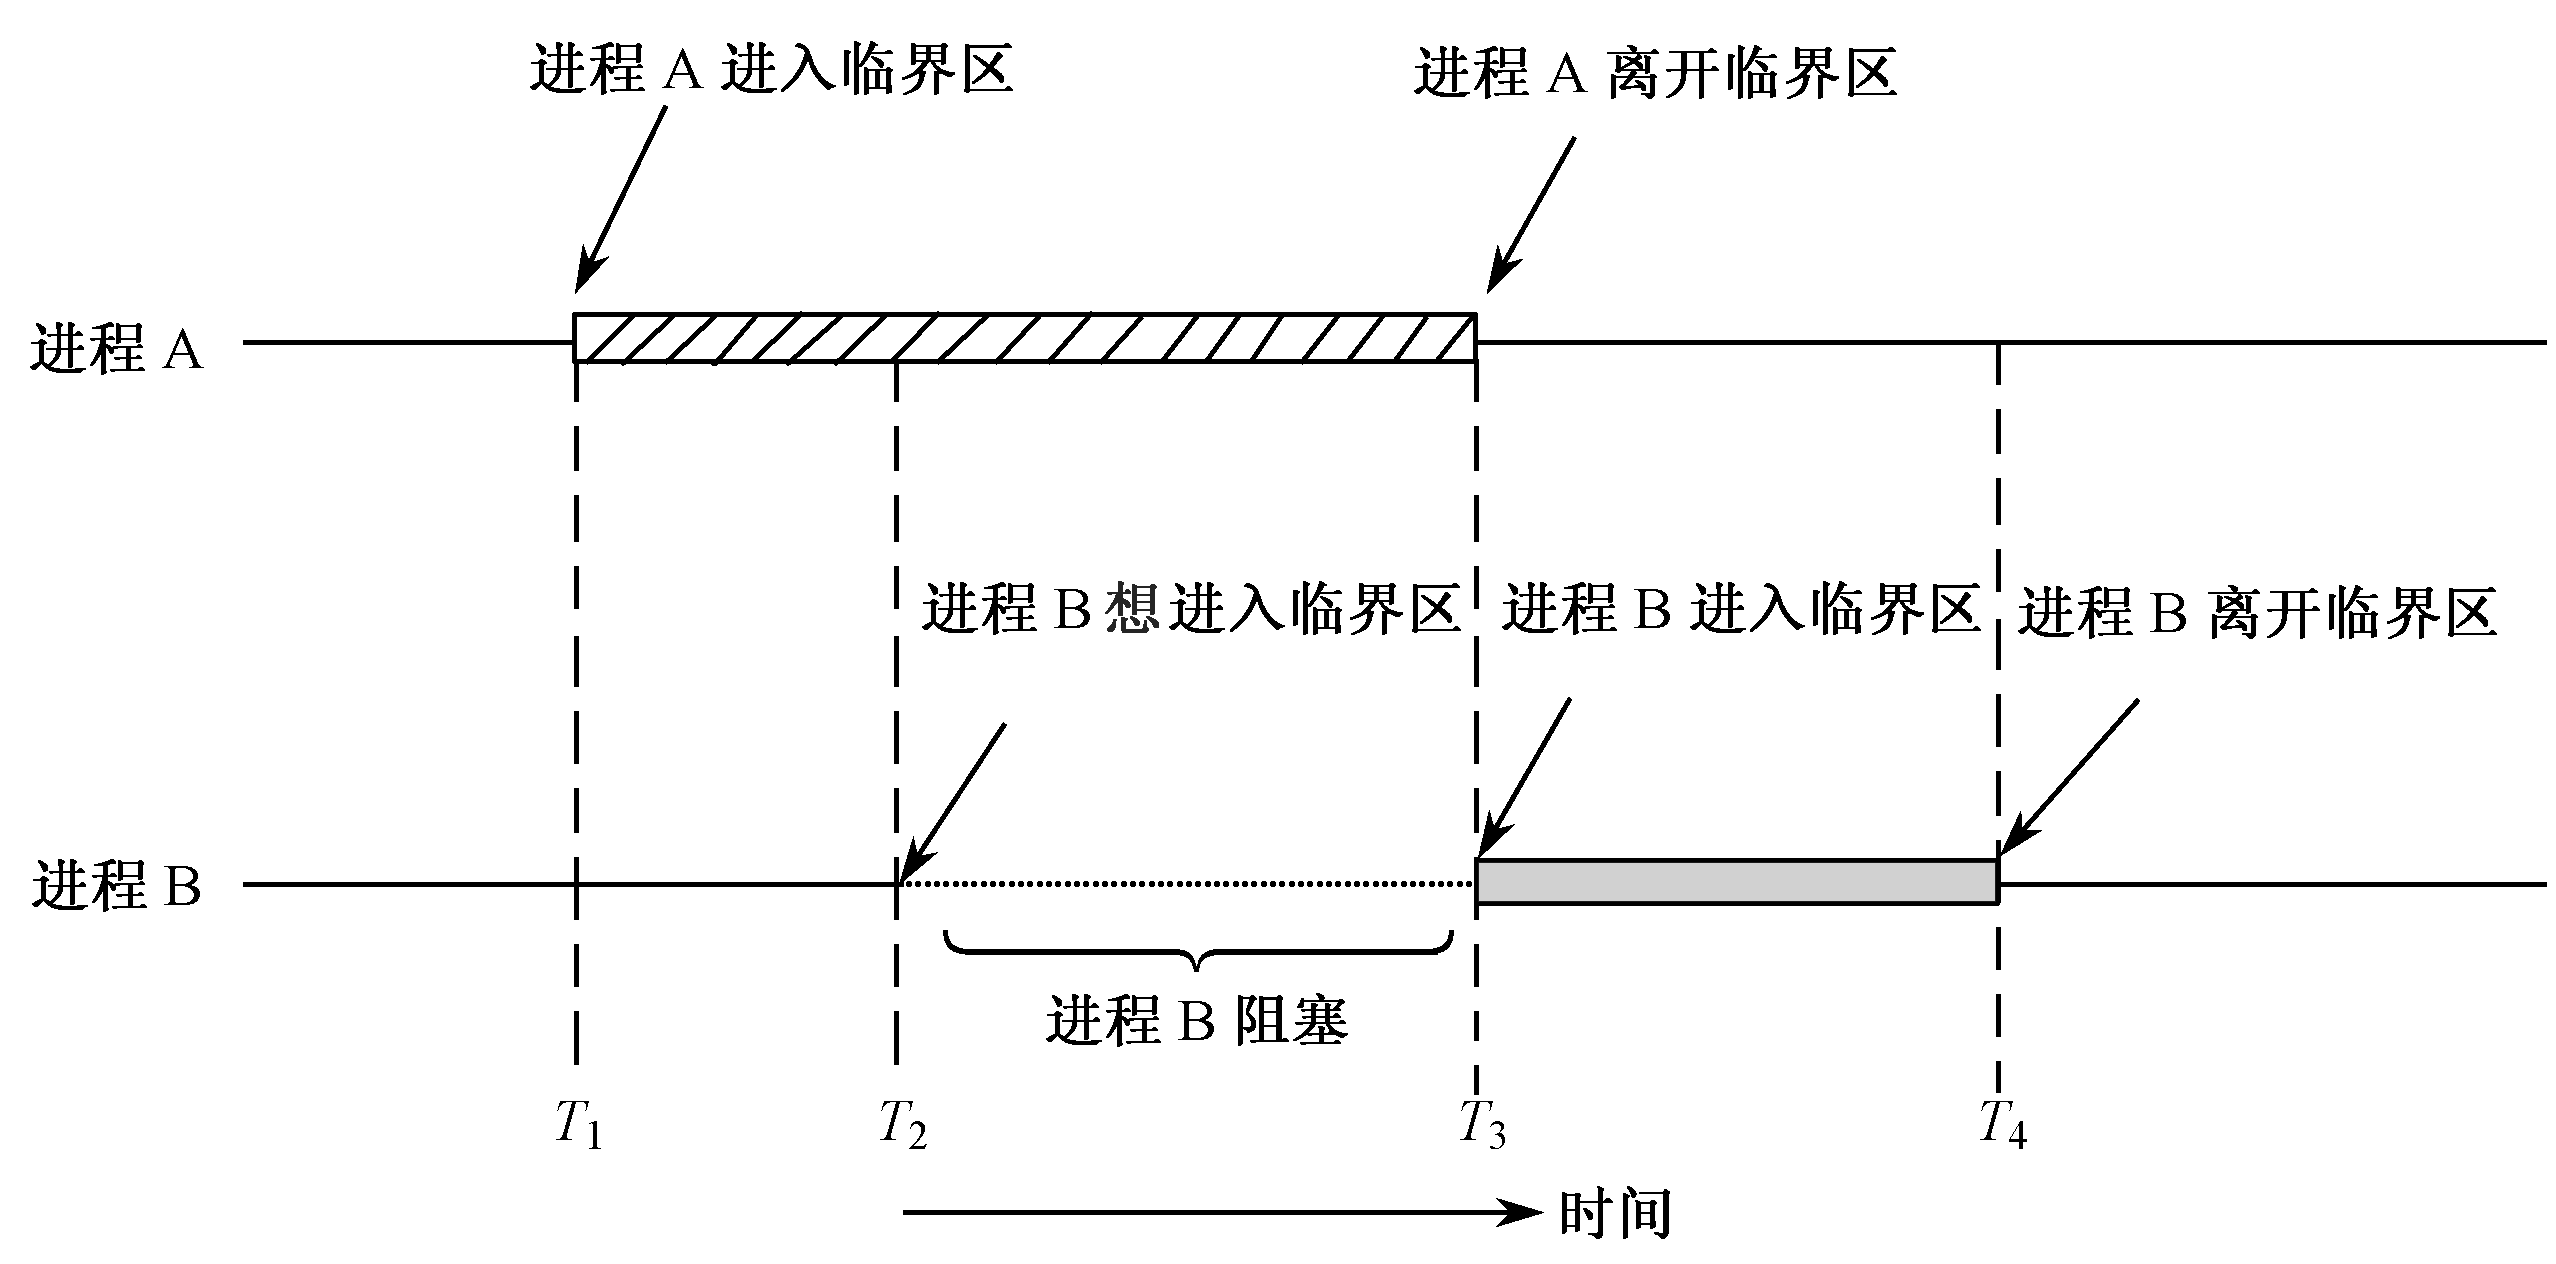 进程 A 进入临界区
进程 A 离开临界区
进程 A
进程 B 想进入临界区
进程 B 进入临界区
进程 B 离开临界区
进程 B
进程 B 阻塞
T1
T2
T3
T4
时间